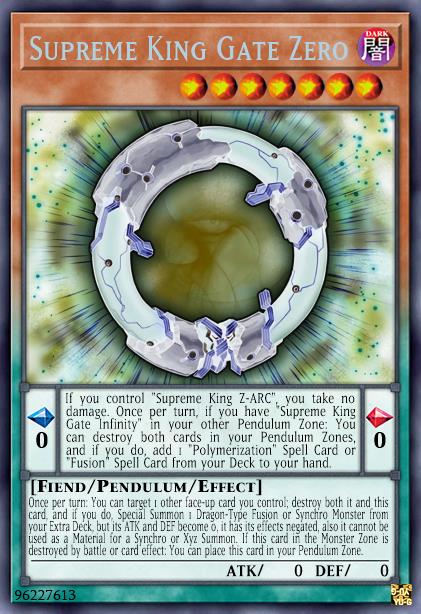 Supreme King Gate Zero
DARK
闇
If you control "Supreme King Z-ARC", you take no
damage. Once per turn, if you have "Supreme King
Gate Infinity" in your other Pendulum Zone: You
can destroy both cards in your Pendulum Zones,
and if you do, add 1 "Polymerization" Spell Card or
"Fusion" Spell Card from your Deck to your hand.
0
0
[Fiend/Pendulum/Effect]
Once per turn: You can target 1 other face-up card you control; destroy both it and this
card, and if you do, Special Summon 1 Dragon-Type Fusion or Synchro Monster from
your Extra Deck, but its ATK and DEF become 0, it has its effects negated, also it cannot be
used as a Material for a Synchro or Xyz Summon. If this card in the Monster Zone is
destroyed by battle or card effect: You can place this card in your Pendulum Zone.
ATK/ 0 DEF/ 0
96227613